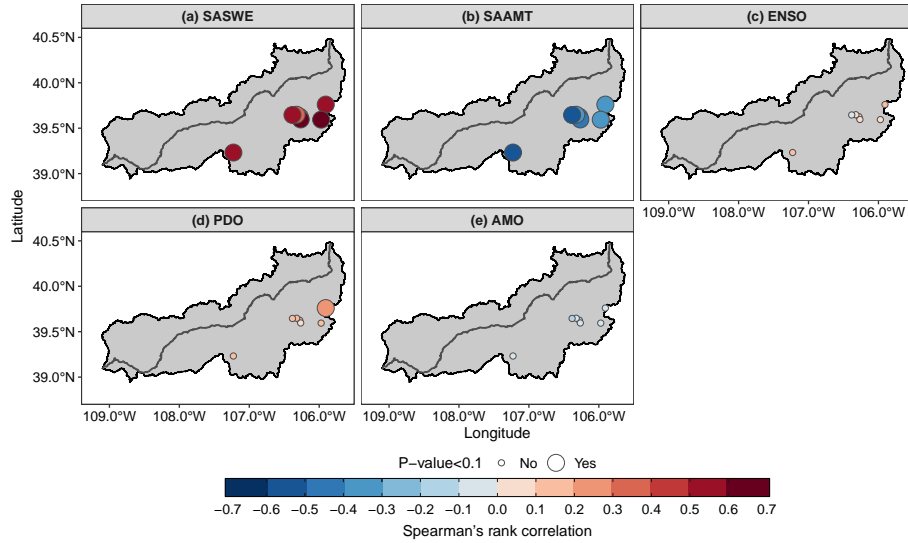 (a) SASWE (b) SAAMT (c) ENSO
40.5°N
40.0°N
39.5°N
39.0°N
109.0°W 108.0°W 107.0°W 106.0°W
(d) PDO (e) AMO
40.5°N
40.0°N
39.5°N
39.0°N
109.0°W 108.0°W 107.0°W 106.0°W 109.0°W 108.0°W 107.0°W 106.0°W
Latitude
Longitude
P−value<0.1 No Yes
−0.7 −0.6 −0.5 −0.4 −0.3 −0.2 −0.1 0.0 0.1 0.2 0.3 0.4 0.5 0.6 0.7
Spearman's rank correlation